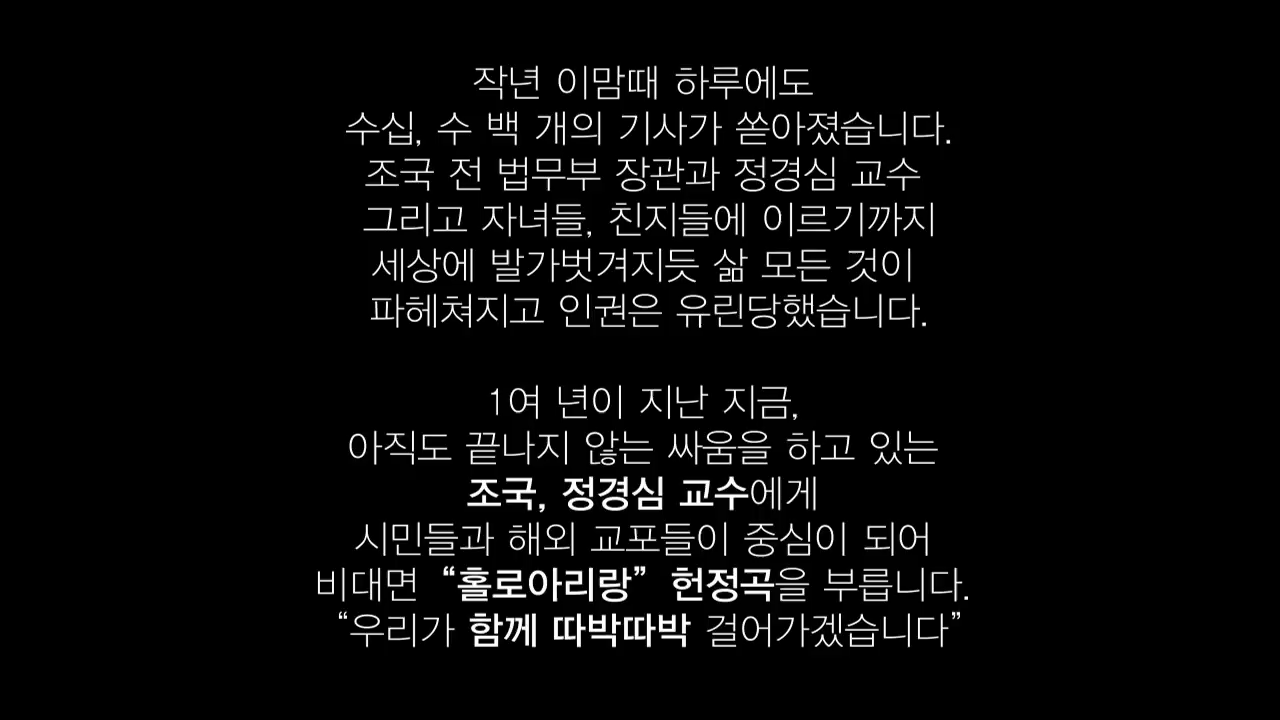 작년 이맘때 하루에도
수십, 수 백 개의 기사가 쏟아졌습니다.
조국 전 법무부 장관과 정경심 교수
그리고 자녀들, 친지들에 이르기까지
세상에 발가벗겨지듯 삶 모든 것이
파헤쳐지고 인권은 유린당했습니다.
1여 년이 지난 지금,
아직도 끝나지 않는 싸움을 하고 있는
조국, 정경심 교수에게
시민들과 해외 교포들이 중심이 되어
비대면 “홀로아리랑” 헌정곡을 부릅니다.
“우리가 함께 따박따박 걸어가겠습니다”